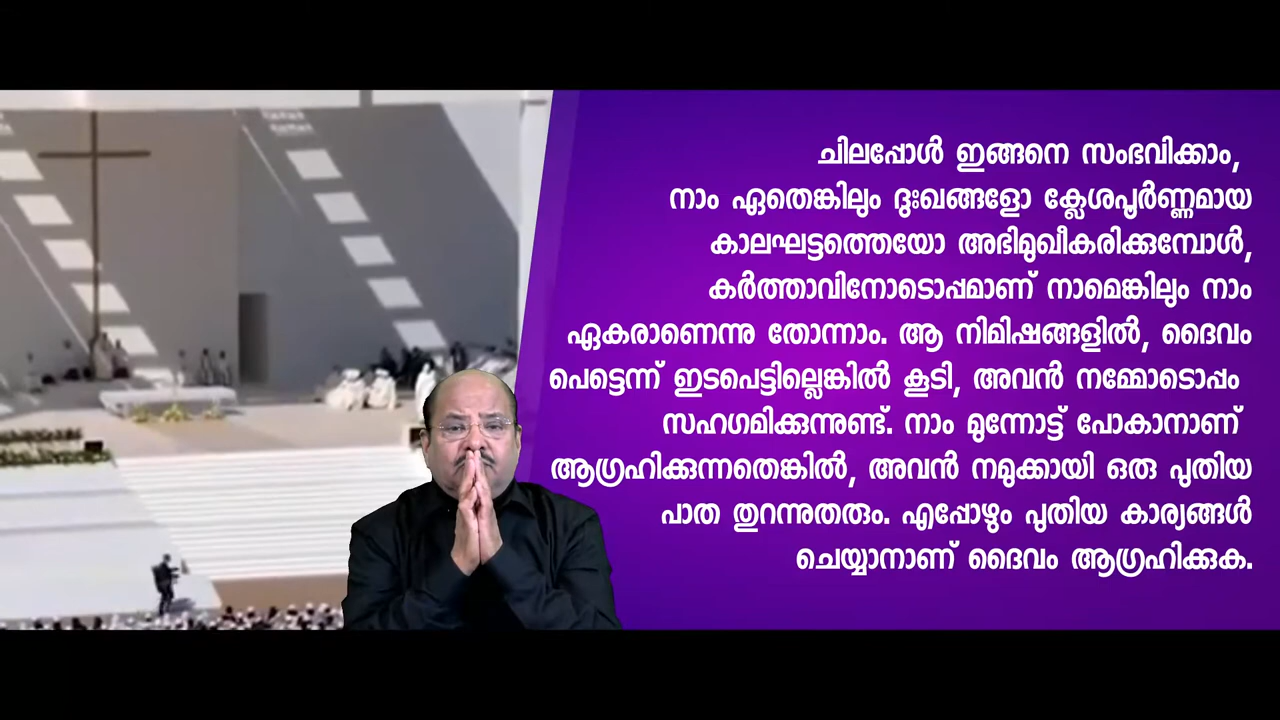 ചിലപ്പോൾ ഇങ്ങനെ സംഭവിക്കാം,
നാം ഏതെങ്കിലും ദുഃഖങ്ങളോ ക്ലേശപൂർണ്ണമായ
കാലഘട്ടത്തെയോ അഭിമുഖീകരിക്കുമ്പോൾ,
കർത്താവിനോടൊപ്പമാണ് നാമെങ്കിലും നാം
ഏകരാണെന്നു തോന്നാം. ആ നിമിഷങ്ങളിൽ, ദൈവം
പെട്ടെന്ന് ഇടപെട്ടില്ലെങ്കിൽ കൂടി, അവൻ നമ്മോടൊപ്പം
സഹഗമിക്കുന്നുണ്ട്. നാം മുന്നോട്ട് പോകാനാണ്
ആഗ്രഹിക്കുന്നതെങ്കിൽ, അവൻ നമുക്കായി ഒരു പുതിയ
പാത തുറന്നുതരും. എപ്പോഴും പുതിയ കാര്യങ്ങൾ
ചെയ്യാനാണ് ദൈവം ആഗ്രഹിക്കുക.